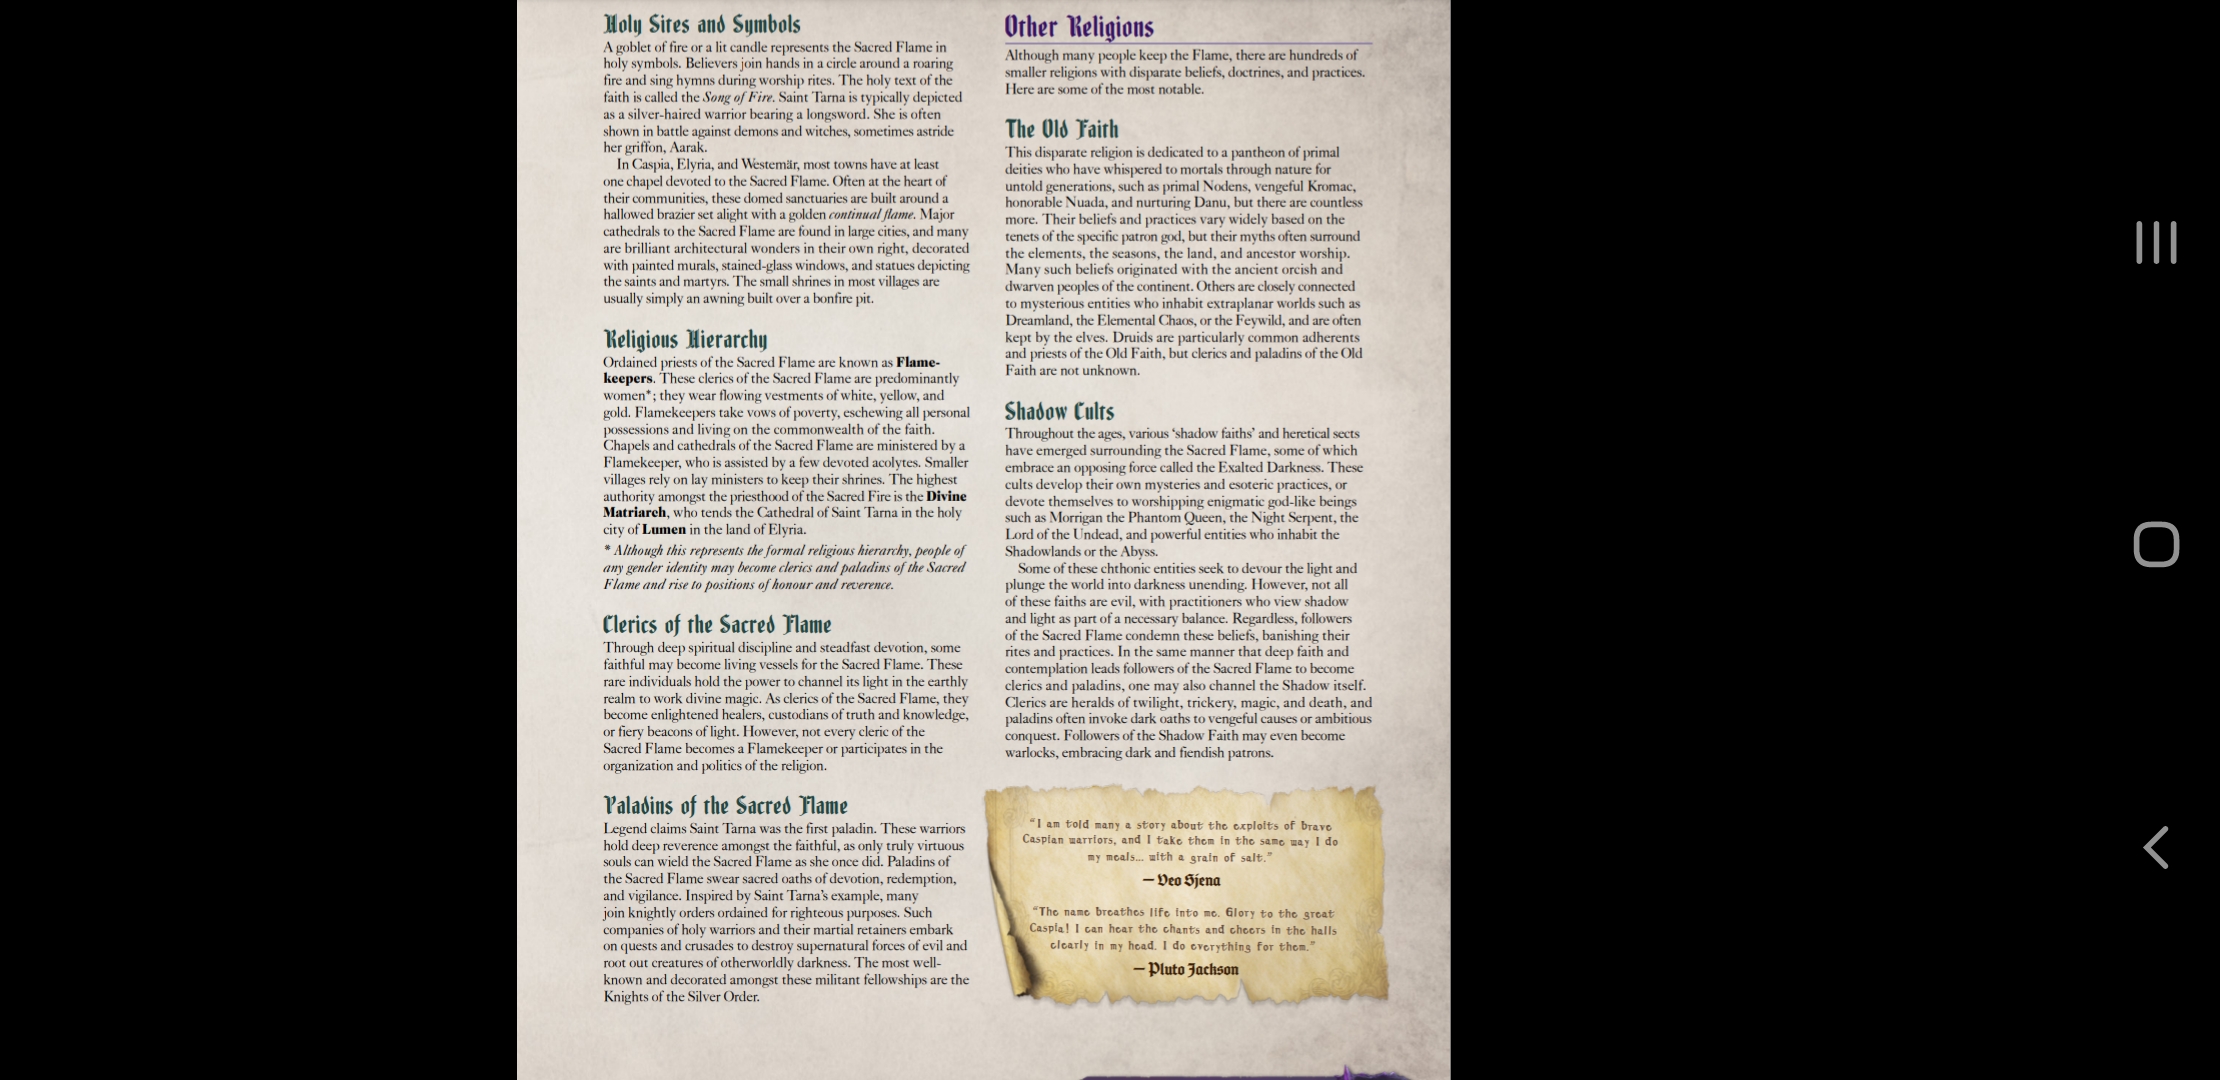 Holy Sites and Symbols
A goblet of fire or a lit candle represents the Sacred Flame in
holy symbols. Believers join hands in a circle around a roaring
fire and sing hymns during worship rites. The holy text of the
faith is called the Song of Fire. Saint Tarna is typically depicted
as a silver-haired warrior bearing a longsword. She is often
shown in battle against demons and witches, sometimes astride
her griffon, Aarak.
In Caspia, Elyria, and Westemär, most towns have at least
one chapel devoted to the Sacred Flame. Often at the heart of
their communities, these domed sanctuaries are built around a
hallowed brazier set alight with a golden continual flame. Major
cathedrals to the Sacred Flame are found in large cities, and many
are brilliant architectural wonders in their own right, decorated
with painted murals, stained-glass windows, and statues depicting
the saints and martyrs. The small shrines in most villages are
usually simply an awning built over a bonfire pit.
Religious Hierarchy
Ordained priests of the Sacred Flame are known as Flame-
keepers. These clerics of the Sacred Flame are predominantly
women*; they wear flowing vestments of white, yellow, and
gold. Flamekeepers take vows of poverty, eschewing all personal
possessions and living on the commonwealth of the faith.
Chapels and cathedrals of the Sacred Flame are ministered by a
Flamekeeper, who is assisted by a few devoted acolytes. Smaller
villages rely on lay ministers to keep their shrines. The highest
authority amongst the priesthood of the Sacred Fire is the Divine
Matriarch, who tends the Cathedral of Saint Tarna in the holy
city of Lumen in the land of Elyria.
* Although this represents the formal religious hierarchy, people of
any gender identity may become clerics and paladins of the Sacred
Flame and rise to positions of honour and reverence.
Clerics of the Sacred Flame
Through deep spiritual discipline and steadfast devotion, some
faithful may become living vessels for the Sacred Flame. These
rare individuals hold the power to channel its light in the earthly
realm to work divine magic. As clerics of the Sacred Flame, they
become enlightened healers, custodians of truth and knowledge,
or fiery beacons of light. However, not every cleric of the
Sacred Flame becomes a Flamekeeper or participates in the
organization and politics of the religion.
Paladins of the Sacred Flame
Legend claims Saint Tarna was the first paladin. These warriors
hold deep reverence amongst the faithful, as only truly virtuous
souls can wield the Sacred Flame as she once did. Paladins of
the Sacred Flame swear sacred oaths of devotion, redemption,
and vigilance. Inspired by Saint Tarna's example, many
join knightly orders ordained for righteous purposes. Such
companies of holy warriors and their martial retainers embark
on quests and crusades to destroy supernatural forces of evil and
root out creatures of otherworldly darkness. The most well-
known and decorated amongst these militant fellowships are the
Knights of the Silver Order.
Other Religions
Although many people keep the Flame, there are hundreds of
smaller religions with disparate beliefs, doctrines, and practices.
Here are some of the most notable.
The Old Faith
This disparate religion is dedicated to a pantheon of primal
deities who have whispered to mortals through nature for
untold generations, such as primal Nodens, vengeful Kromac,
honorable Nuada, and nurturing Danu, but there are countless
more. Their beliefs and practices vary widely based on the
tenets of the specific patron god, but their myths often surround
the elements, the seasons, the land, and ancestor worship.
Many such beliefs originated with the ancient orcish and
dwarven peoples of the continent. Others are closely connected
to mysterious entities who inhabit extraplanar worlds such as
Dreamland, the Elemental Chaos, or the Feywild, and are often
kept by the elves. Druids are particularly common adherents
and priests of the Old Faith, but clerics and paladins of the Old
Faith are not unknown.
Shadow Cults
Throughout the ages, various 'shadow faiths' and heretical sects
have emerged surrounding the Sacred Flame, some of which
embrace an opposing force called the Exalted Darkness. These
cults develop their own mysteries and esoteric practices, or
devote themselves to worshipping enigmatic god-like beings
such as Morrigan the Phantom Queen, the Night Serpent, the
Lord of the Undead, and powerful entities who inhabit the
Shadowlands or the Abyss.
Some of these chthonic entities seek to devour the light and
plunge the world into darkness unending. However, not all
of these faiths are evil, with practitioners who view shadow
and light as part of a necessary balance. Regardless, followers
of the Sacred Flame condemn these beliefs, banishing their
rites and practices. In the same manner that deep faith and
contemplation leads followers of the Sacred Flame to become
clerics and paladins, one may also channel the Shadow itself.
Clerics are heralds of twilight, trickery, magic, and death, and
paladins often invoke dark oaths to vengeful causes or ambitious
conquest. Followers of the Shadow Faith may even become
warlocks, embracing dark and fiendish patrons.
"I am told many a story about the exploits of brave
Caspian warriors, and I take them in the same way I do
my meals... with a grain of salt."
— Veo Sjena
"The name breathes life into me. Glory to the great
Caspia! I can hear the chants and cheers in the halls
clearly in my head. I do everything for them."
— Pluto Jackson